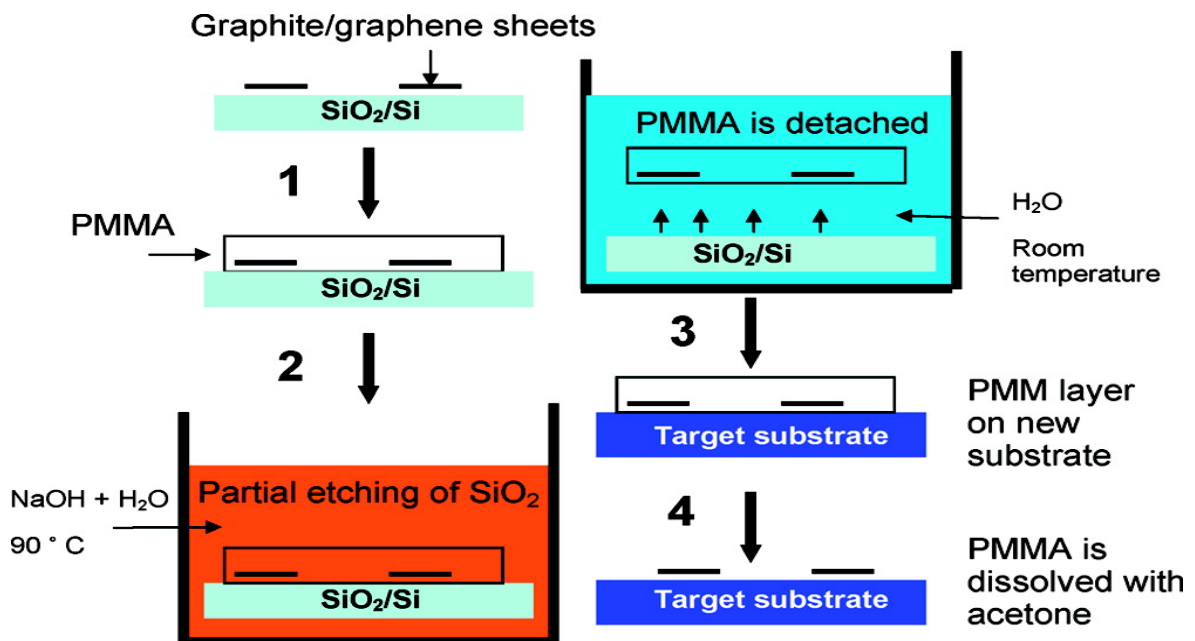 Graphite/graphene sheets
SiO₂/Si
1
PMMA
SiO₂/Si
2
Partial etching of SiO₂
NaOH + H₂O
90 ° C
SiO₂/Si
PMMA is detached
H₂O
SiO₂/Si
Room
temperature
3
PMM layer
on new
substrate
Target substrate
4
PMMA is
dissolved with
acetone
Target substrate